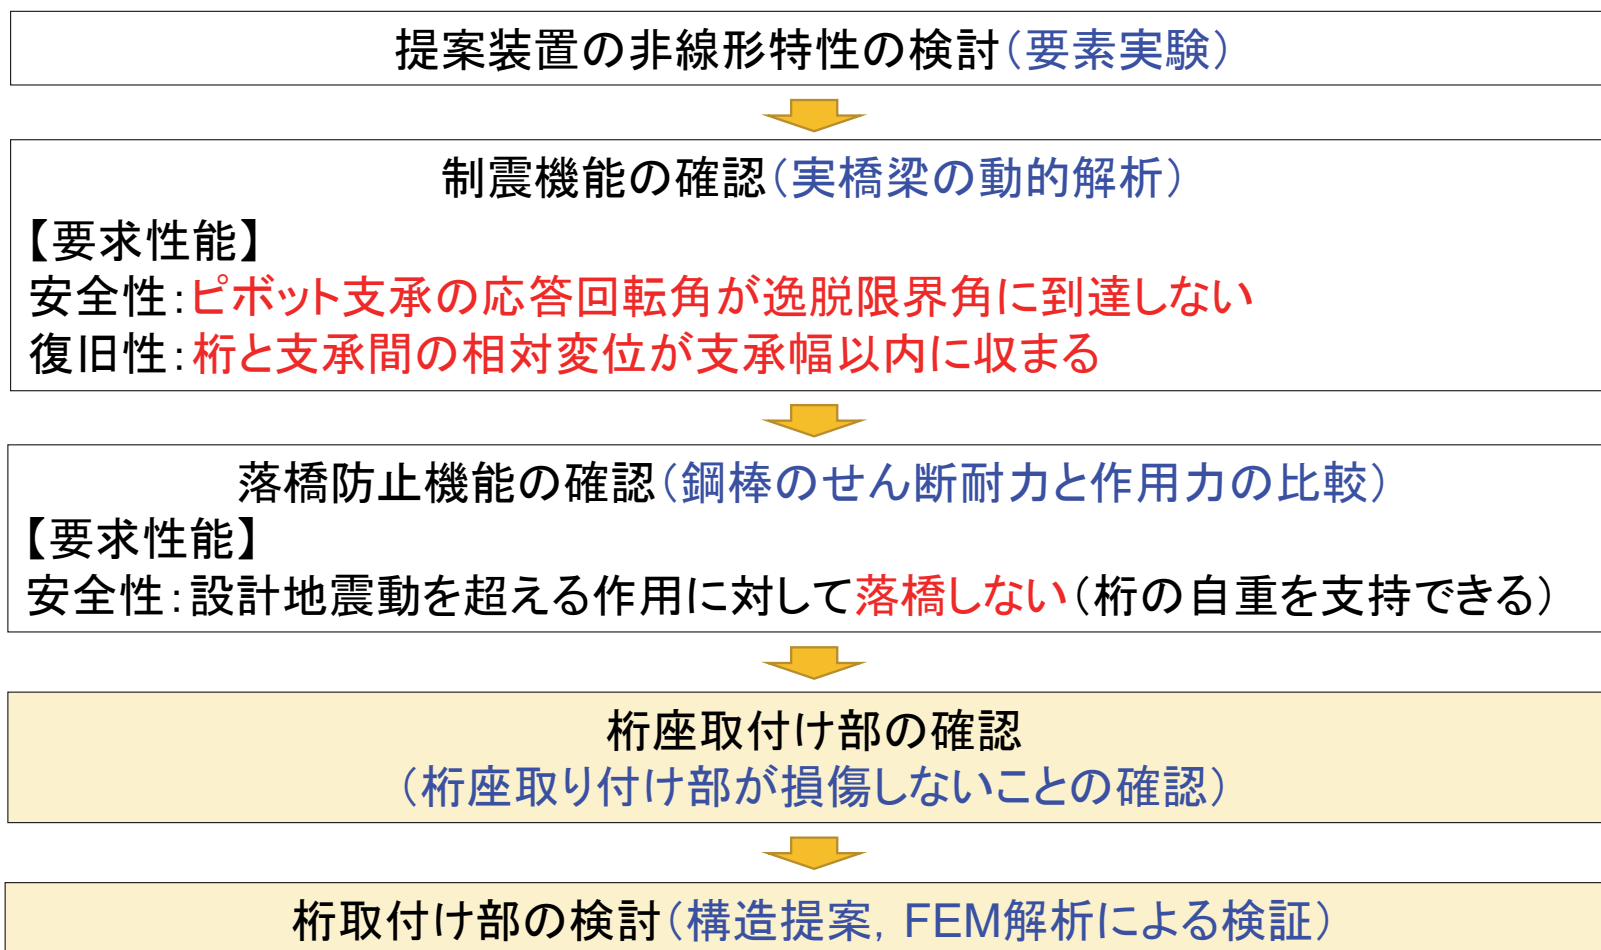 提案装置の非線形特性の検討(要素実験)
制震機能の確認(実橋梁の動的解析)
【要求性能】
安全性:ピボット支承の応答回転角が逸脱限界角に到達しない
復旧性:桁と支承間の相対変位が支承幅以内に収まる
落橋防止機能の確認(鋼棒のせん断耐力と作用力の比較)
【要求性能】
安全性:設計地震動を超える作用に対して落橋しない(桁の自重を支持できる)
桁座取付け部の確認
(桁座取り付け部が損傷しないことの確認)
桁取付け部の検討(構造提案, FEM解析による検証)